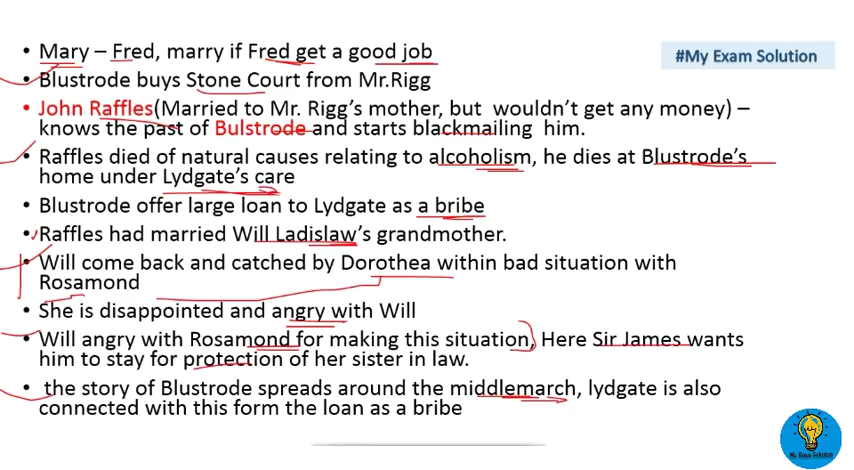 • Mary – Fred, marry if Fred get a good job
#My Exam Solution
• Blustrode buys Stone Court from Mr.Rigg
• John Raffles(Married to Mr. Rigg's mother, but wouldn't get any money) –
knows the past of Bulstrode and starts blackmailing him.
• Raffles died of natural causes relating to alcoholism, he dies at Blustrode's
home under Lydgate's care
• Blustrode offer large loan to Lydgate as a bribe
• Raffles had married Will Ladislaw's grandmother.
• Will come back and catched by Dorothea within bad situation with
Rosamond
• She is disappointed and angry with Will
• Will angry with Rosamond for making this situation, Here Sir James wants
him to stay for protection of her sister in law.
• the story of Blustrode spreads around the middlemarch, lydgate is also
connected with this form the loan as a bribe
My Exam Solution